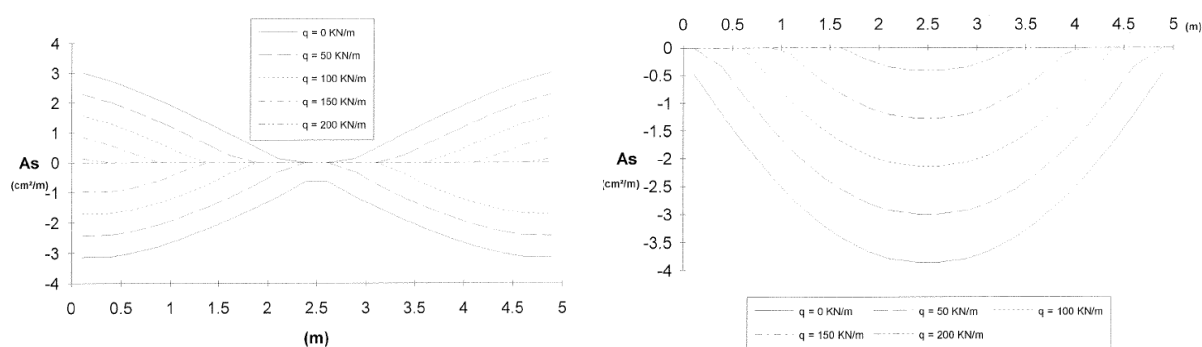 4
3
2
1
0
-1
-2
-3
-4
As
(cm²/m)
q = 0 KN/m
q = 50 KN/m
q = 100 KN/m
q = 150 KN/m
q = 200 KN/m
0 0.5 1 1.5 2 2.5 3 3.5 4 4.5 5
(m)
0 0.5 1 1.5 2 2.5 3 3.5 4 4.5 5 (m)
0
-0.5
-1
-1.5
-2
-2.5
-3
-3.5
-4
As
(cm²/m)
q = 0 KN/m q = 50 KN/m q = 100 KN/m
q = 150 KN/m q = 200 KN/m